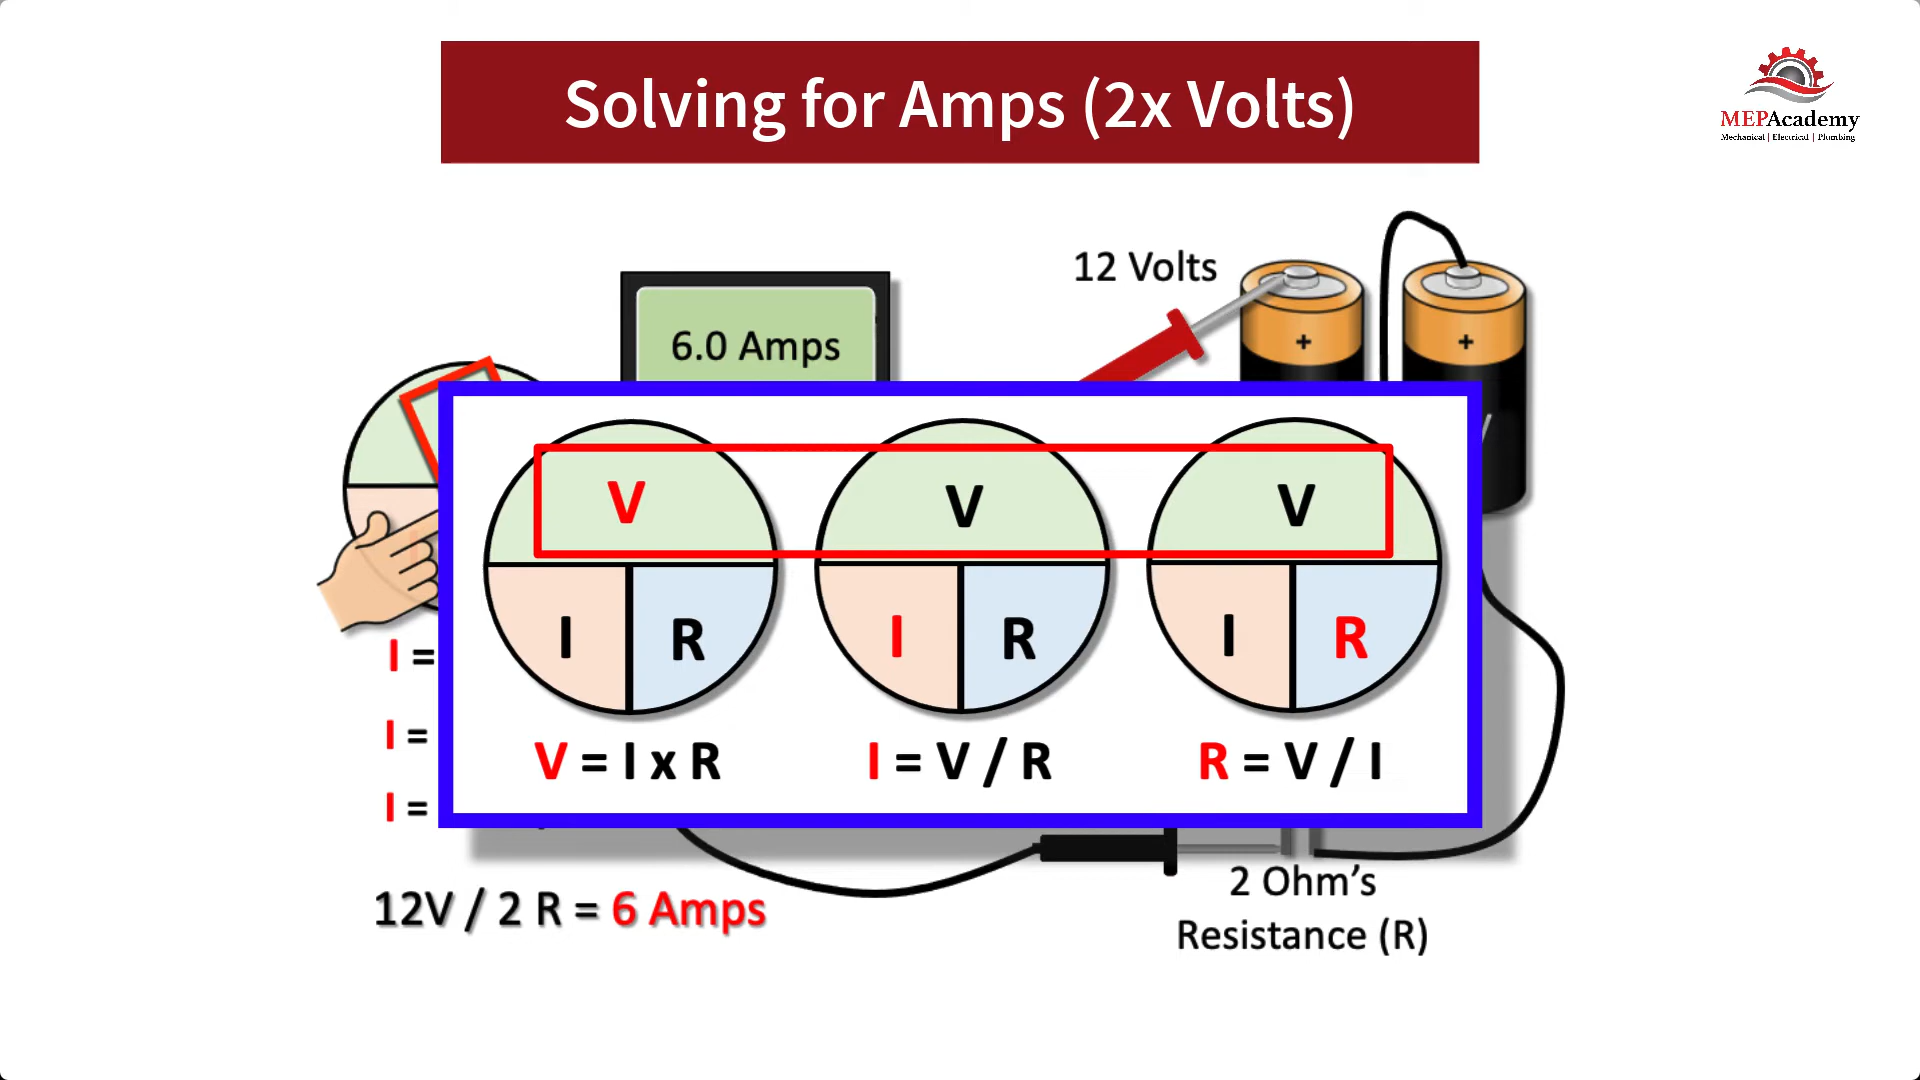 Solving for Amps (2x Volts)
MEPAcademy
Mechanical | Electrical | Plumbing
12 Volts
6.0 Amps
+
+
V
V
V
I
R
I
R
I
R
V = I x R
I = V / R
R = V / I
I =
I =
I =
12V / 2 R = 6 Amps
2 Ohm’s
Resistance (R)